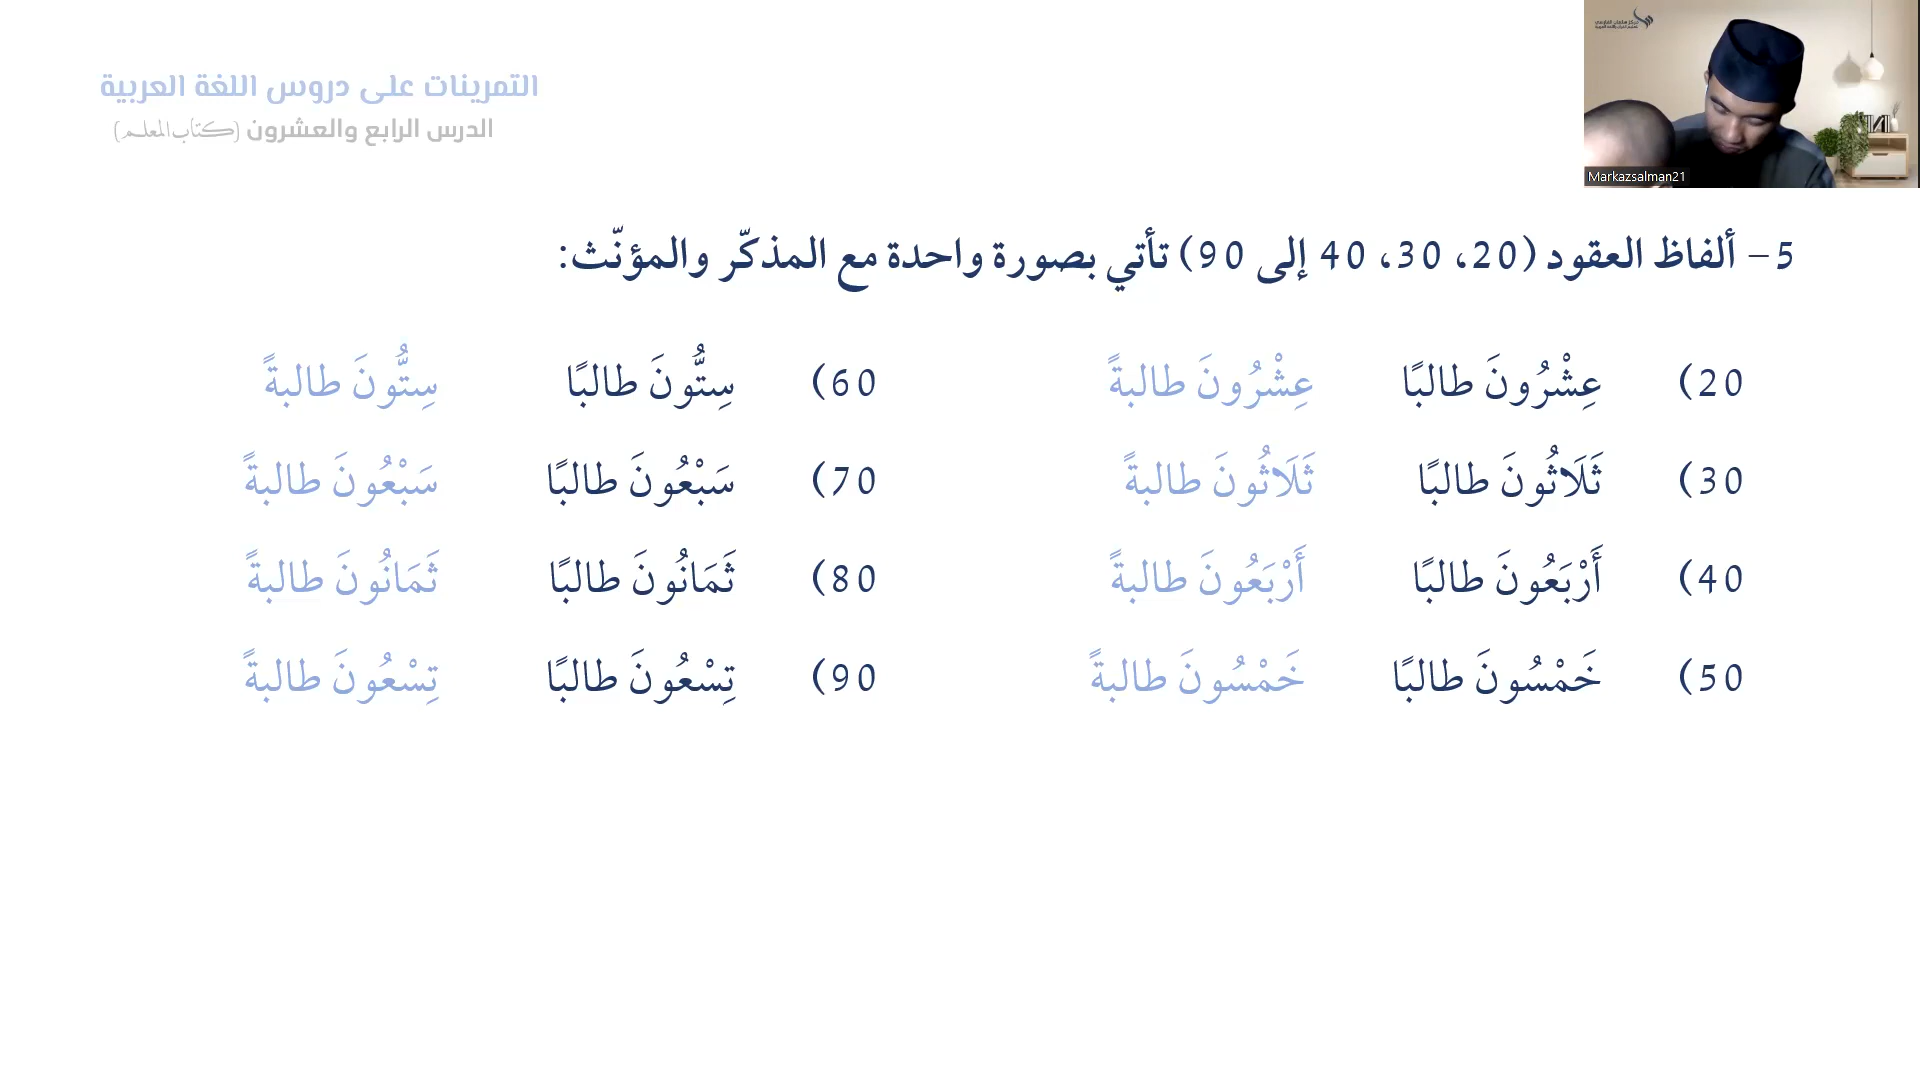 التمرينات على دروس اللغة العربية
الدرس الرابع والعشرون (كتاب المعلم)
Markazsalman21
5- ألفاظ العقود (20، 30، 40 إلى 90) تأتي بصورة واحدة مع المذكّر والمؤنّث:
20) عِشْرُونَ طالبًا عِشْرُونَ طالبةً 60) سِتُّونَ طالبًا سِتُّونَ طالبةً
30) ثَلَاثُونَ طالبًا ثَلَاثُونَ طالبةً 70) سَبْعُونَ طالبًا سَبْعُونَ طالبةً
40) أَرْبَعُونَ طالبًا أَرْبَعُونَ طالبةً 80) ثَمَانُونَ طالبًا ثَمَانُونَ طالبةً
50) خَمْسُونَ طالبًا خَمْسُونَ طالبةً 90) تِسْعُونَ طالبًا تِسْعُونَ طالبةً